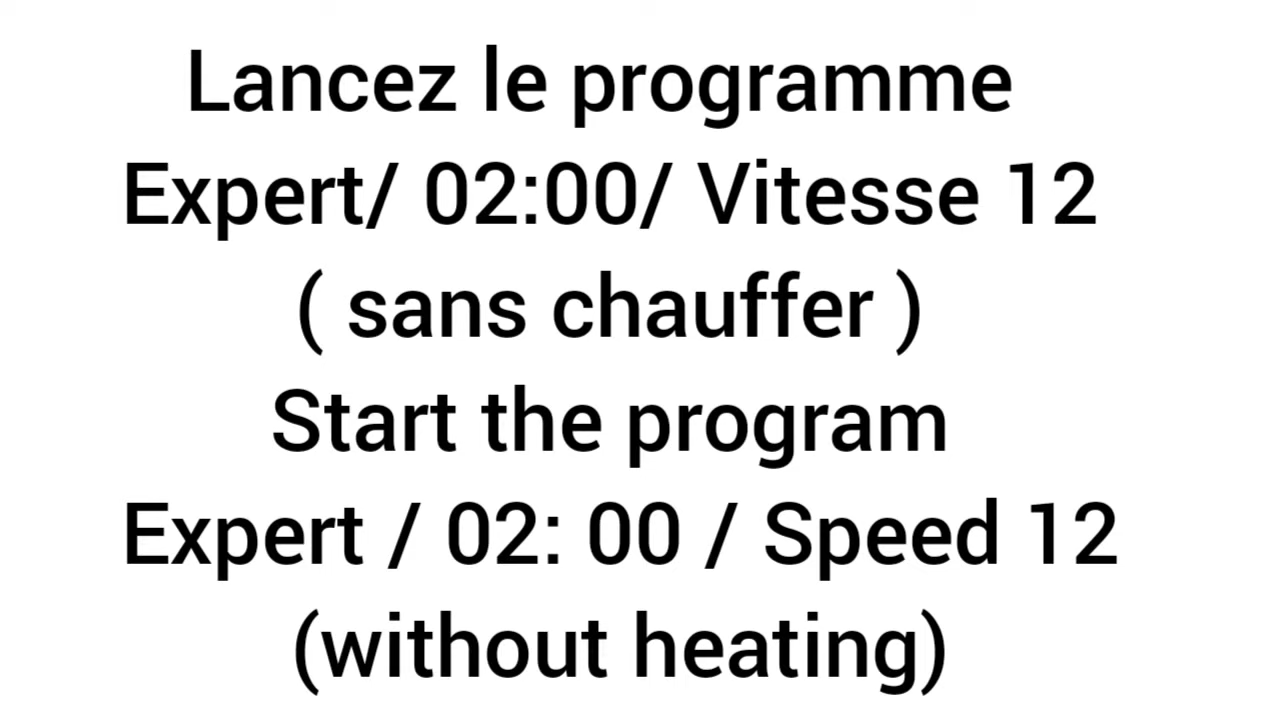 Lancez le programme
Expert/ 02:00/ Vitesse 12
( sans chauffer )
Start the program
Expert / 02: 00 / Speed 12
(without heating)